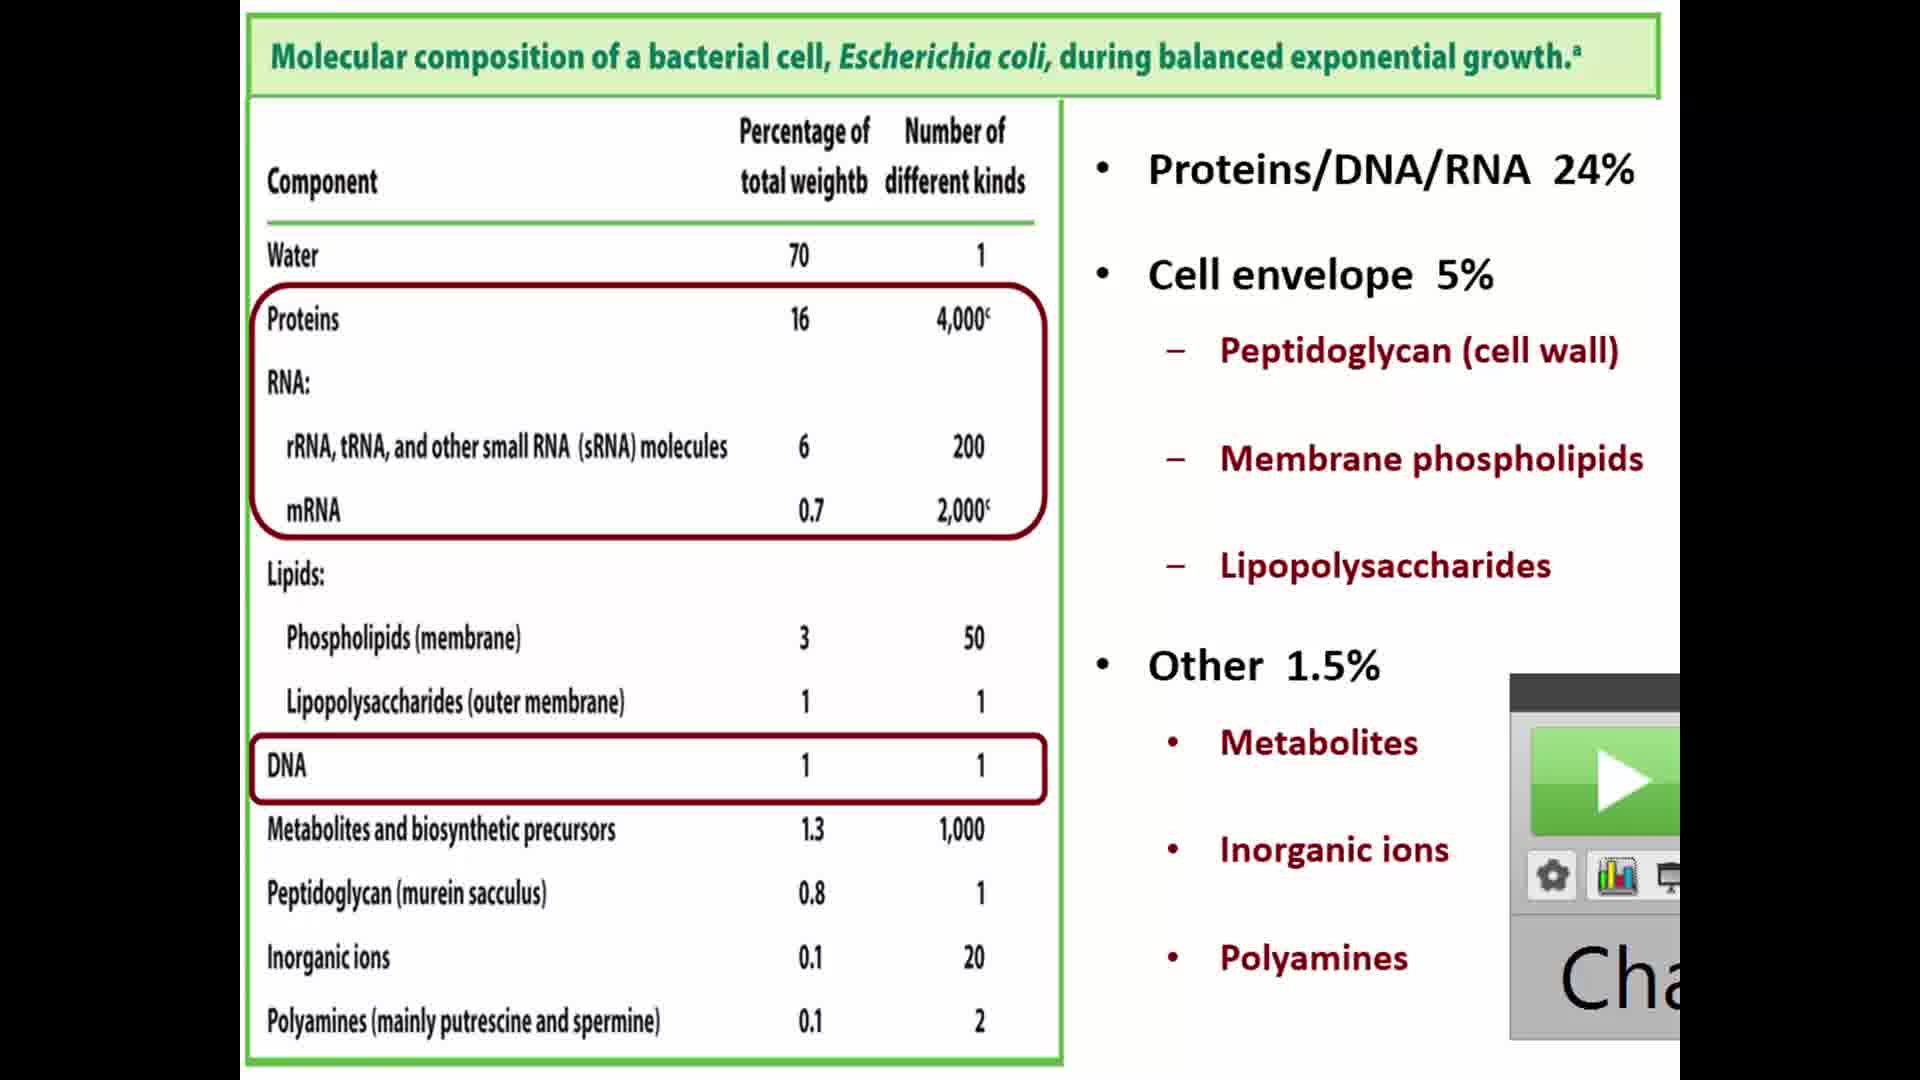 Molecular composition of a bacterial cell, Escherichia coli, during balanced exponential growth.ᵃ
Component Percentage of total weightb Number of different kinds
Water 70 1
Proteins 16 4,000ᶜ
RNA:
rRNA, tRNA, and other small RNA (sRNA) molecules 6 200
mRNA 0.7 2,000ᶜ
Lipids:
Phospholipids (membrane) 3 50
Lipopolysaccharides (outer membrane) 1 1
DNA 1 1
Metabolites and biosynthetic precursors 1.3 1,000
Peptidoglycan (murein sacculus) 0.8 1
Inorganic ions 0.1 20
Polyamines (mainly putrescine and spermine) 0.1 2
• Proteins/DNA/RNA 24%
• Cell envelope 5%
– Peptidoglycan (cell wall)
– Membrane phospholipids
– Lipopolysaccharides
• Other 1.5%
• Metabolites
• Inorganic ions
• Polyamines
Cha